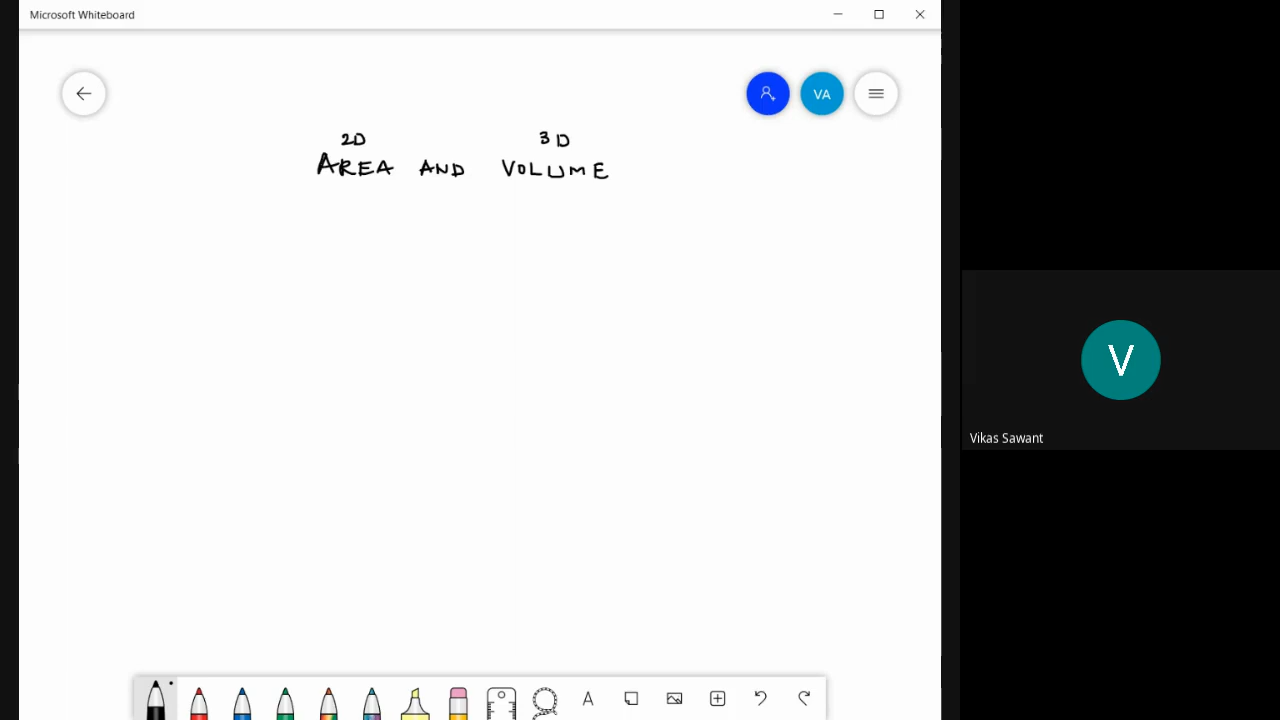 Microsoft Whiteboard
VA
2D 3D
AREA AND VOLUME
V
Vikas Sawant
A